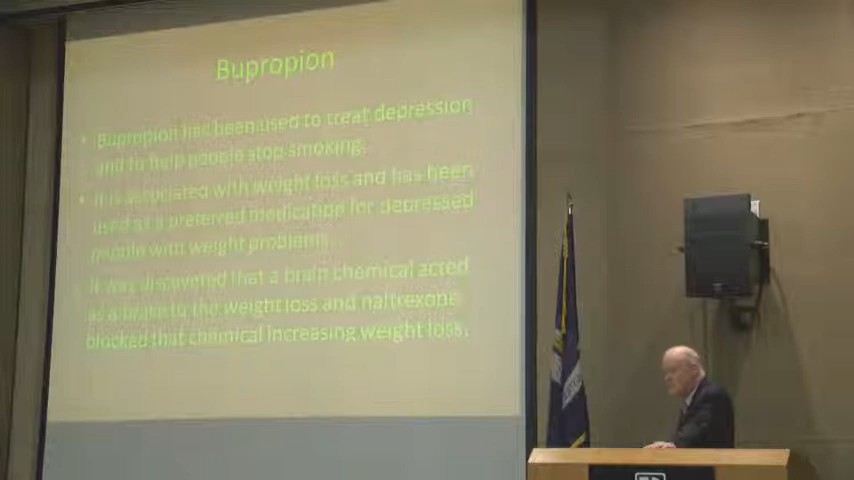 Bupropion
• Bupropion has been used to treat depression
and to help people stop smoking.
• It is associated with weight loss and has been
used as a preferred medication for depressed
people with weight problems.
It was discovered that a brain chemical acted
as a brake to the weight loss and naltrexone
blocked that chemical increasing weight loss.